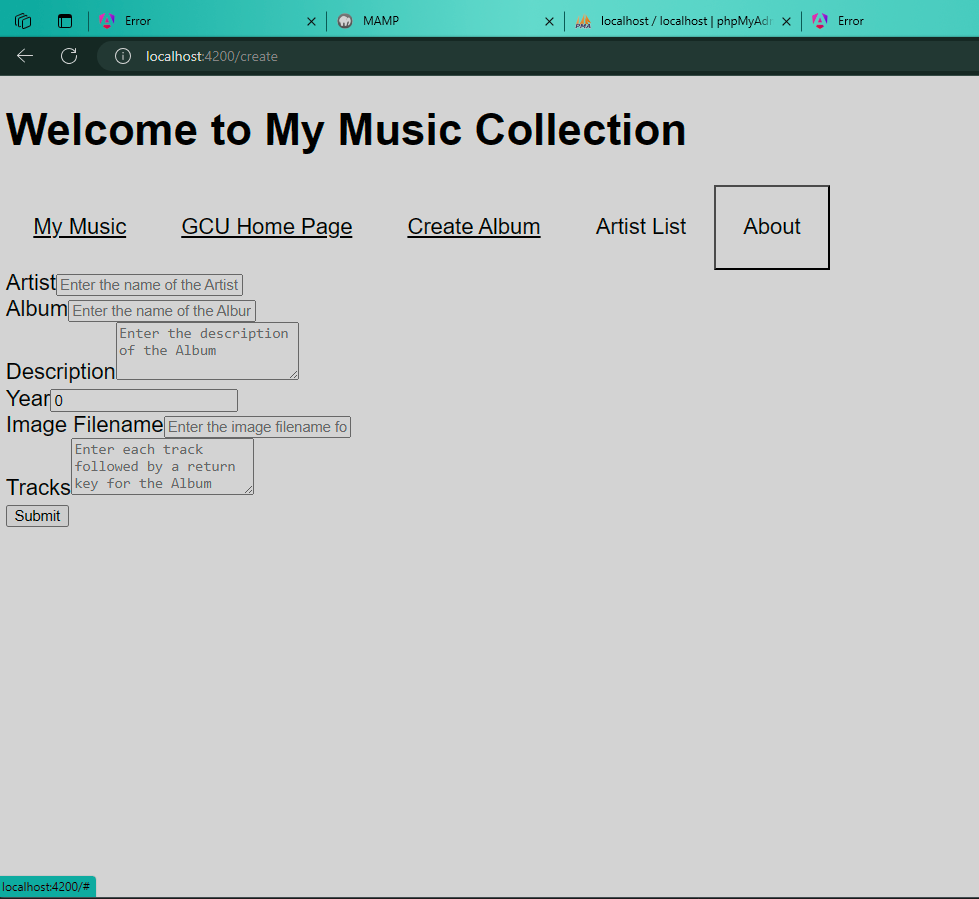 Error
MAMP
localhost / localhost | phpMyAdr
Error
localhost:4200/create
Welcome to My Music Collection
My Music GCU Home Page Create Album Artist List About
Artist Enter the name of the Artist
Album Enter the name of the Albur
Enter the description
of the Album
Description
Year 0
Image Filename Enter the image filename fo
Enter each track
followed by a return
key for the Album
Tracks
Submit
localhost:4200/#